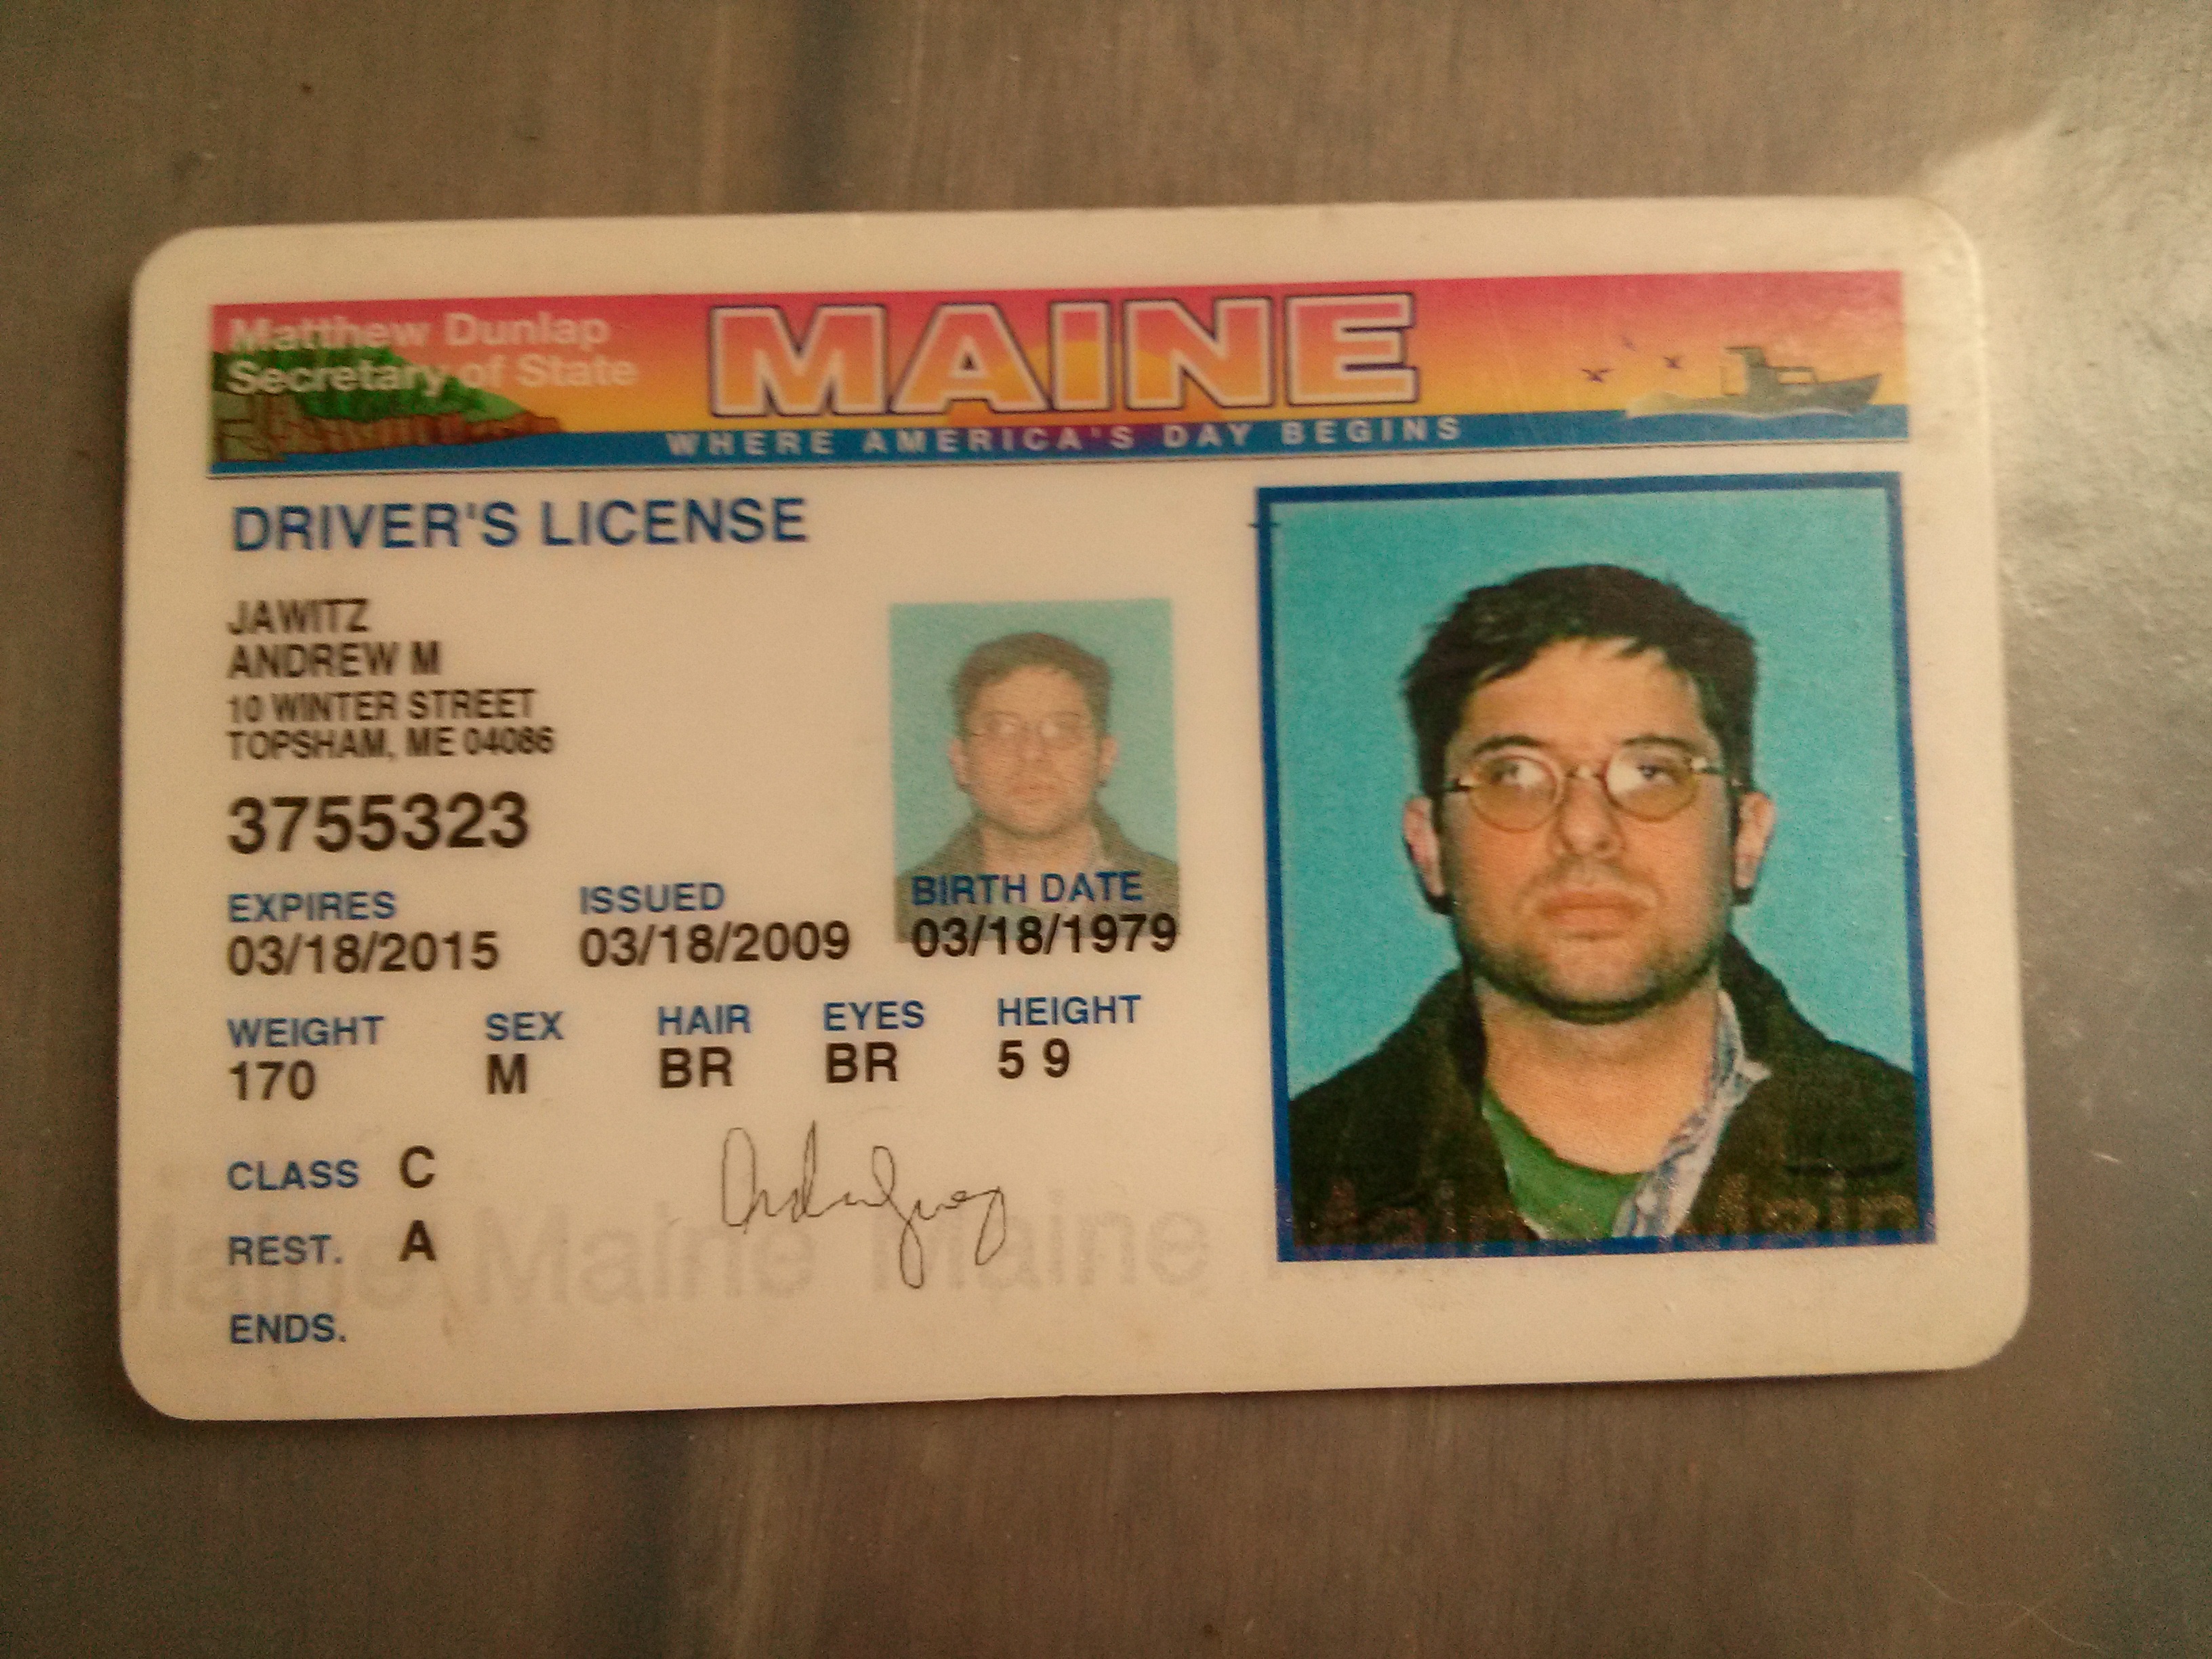 Matthew Dunlap
Secretary of State
MAINE
WHERE AMERICA'S DAY BEGINS
DRIVER'S LICENSE
JAWITZ
ANDREW M
10 WINTER STREET
TOPSHAM, ME 04086
3755323
EXPIRES ISSUED BIRTH DATE
03/18/2015 03/18/2009 03/18/1979
WEIGHT SEX HAIR EYES HEIGHT
170 M BR BR 5 9
CLASS C
REST. A
Maine Maine Maine
ENDS.